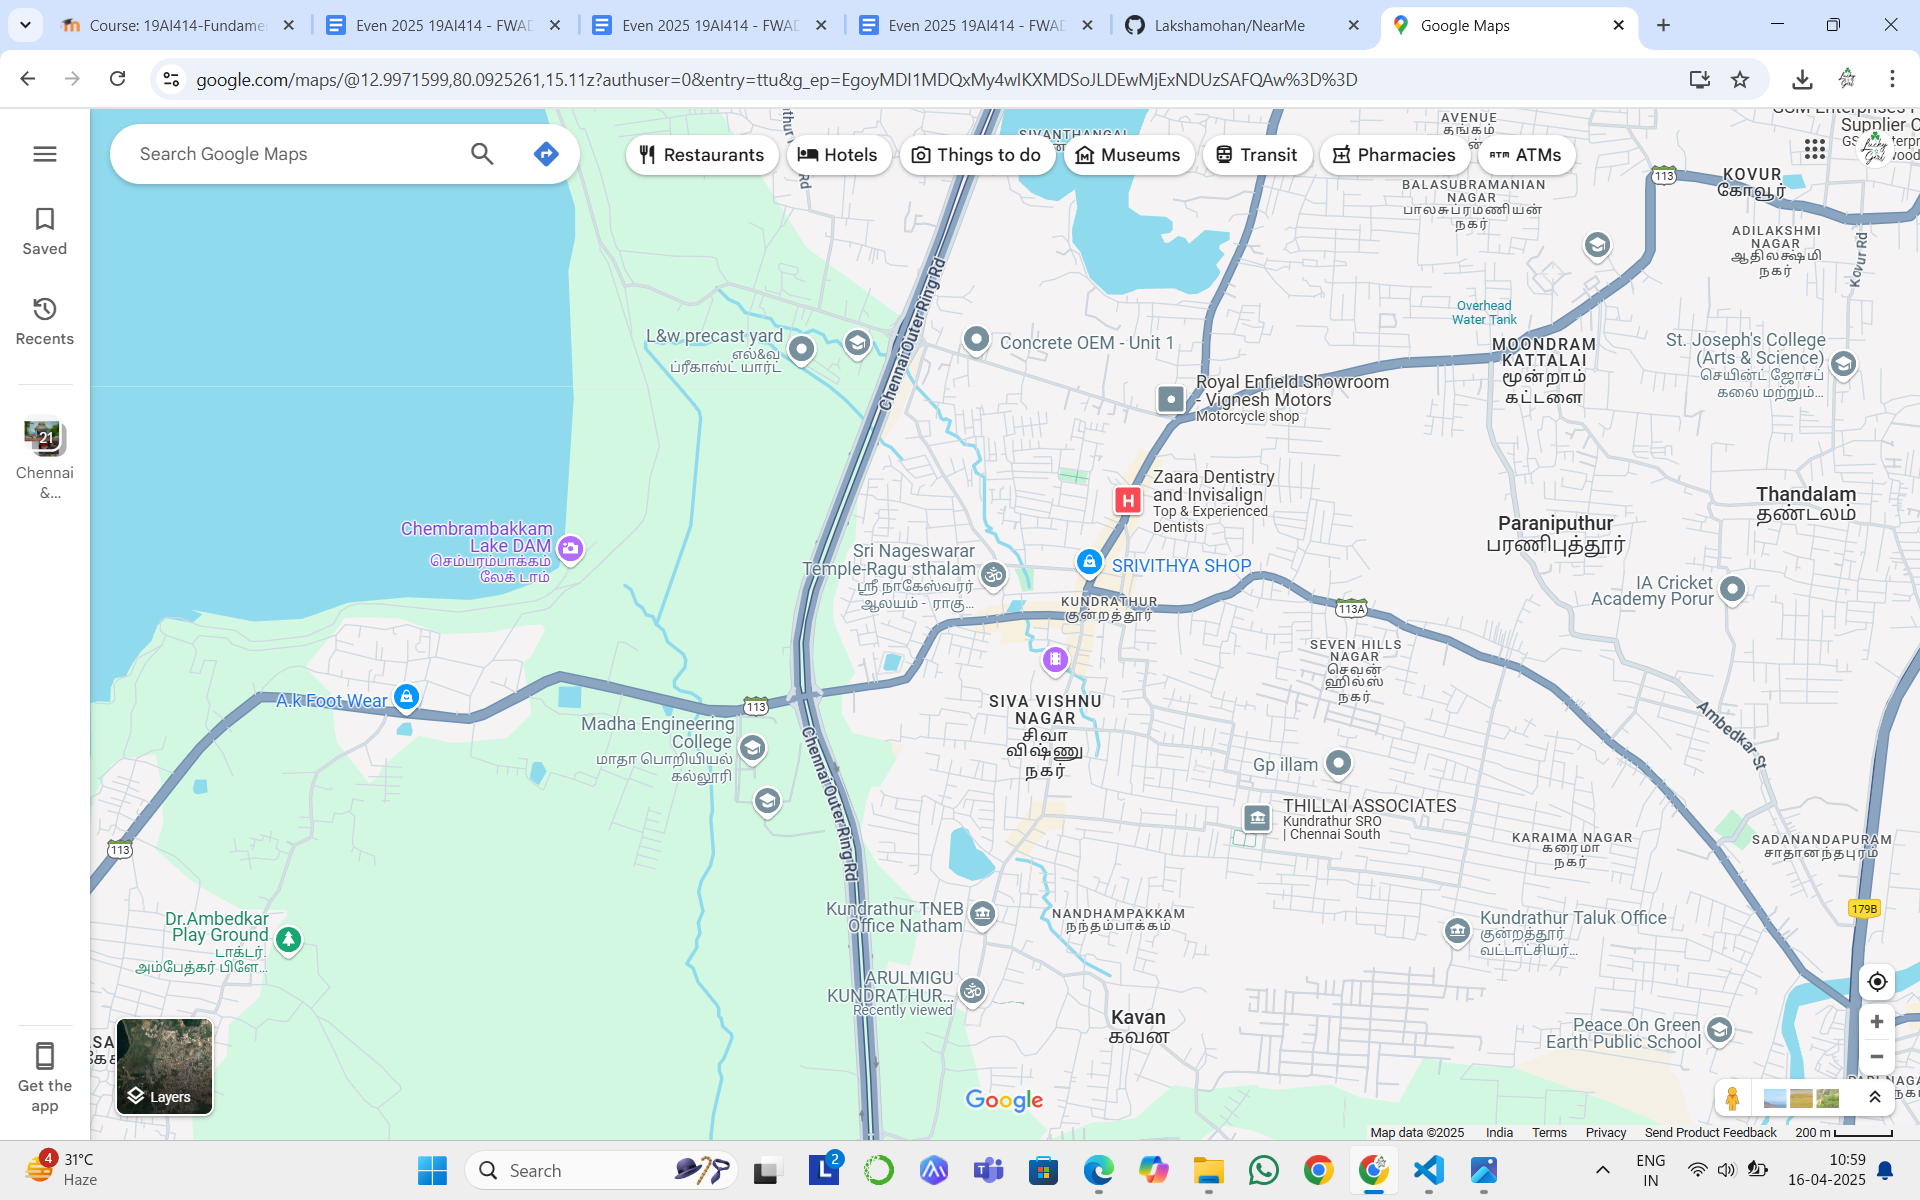 Course: 19AI414-Fundame
Even 2025 19AI414 - FWAD
Even 2025 19AI414 - FWAD
Even 2025 19AI414 - FWAD
Lakshamohan/NearMe
Google Maps
google.com/maps/@12.9971599,80.0925261,15.11z?authuser=0&entry=ttu&g_ep=EgoyMDI1MDQxMy4wIKXMDSoJLDEwMjExNDUzSAFQAw%3D%3D
Search Google Maps
Restaurants
Hotels
Things to do
Museums
Transit
Pharmacies
ATMs
Saved
Recents
21
Chennai
&...
Get the
app
Layers
SIVANTHANGAL
AVENUE
தங்கம்
நகர்
BALASUBRAMANIAN
NAGAR
பாலசுப்ரமணியன்
நகர்
113
KOVUR
கோவூர்
ADILAKSHMI
NAGAR
ஆதிலக்ஷ்மி
நகர்
Kovur Rd
Overhead
Water Tank
MOONDRAM
KATTALAI
மூன்றாம்
கட்டளை
St. Joseph's College
(Arts & Science)
செயின்ட் ஜோசப்
கலை மற்றும்...
L&w precast yard
எல்&வ
ப்ரீகாஸ்ட் யார்ட்
Concrete OEM - Unit 1
Chennai Outer Ring Rd
Royal Enfield Showroom
- Vignesh Motors
Motorcycle shop
Zaara Dentistry
and Invisalign
Top & Experienced
Dentists
Thandalam
தண்டலம்
Paraniputhur
பரணிபுத்தூர்
Chembrambakkam
Lake DAM
செம்பரம்பாக்கம்
லேக் டாம்
Sri Nageswarar
Temple-Ragu sthalam
ஸ்ரீ நாகேஸ்வரர்
ஆலயம் - ராகு...
SRIVITHYA SHOP
KUNDRATHUR
குன்றத்தூர்
113A
IA Cricket
Academy Porur
SEVEN HILLS
NAGAR
செவன்
ஹில்ஸ்
நகர்
A.k Foot Wear
113
SIVA VISHNU
NAGAR
சிவா
விஷ்ணு
நகர்
Madha Engineering
College
மாதா பொறியியல்
கல்லூரி
Chennai Outer Ring Rd
Ambedkar St
Gp illam
THILLAI ASSOCIATES
Kundrathur SRO
| Chennai South
113
KARAIMA NAGAR
கரைமா
நகர்
SADANANDAPURAM
சாதானந்தபுரம்
Dr.Ambedkar
Play Ground
டாக்டர்.
அம்பேத்கர் பிளே...
Kundrathur TNEB
Office Natham
NANDHAMPAKKAM
நந்தம்பாக்கம்
Kundrathur Taluk Office
குன்றத்தூர்
வட்டாட்சியர்...
179B
ARULMIGU
KUNDRATHUR...
Recently viewed
Kavan
கவன
Peace On Green
Earth Public School
Google
Map data ©2025
India
Terms
Privacy
Send Product Feedback
200 m
4
31°C
Haze
Search
2
ENG
IN
10:59
16-04-2025